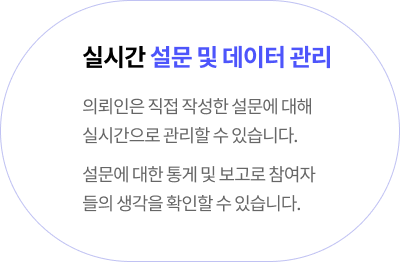 실시간 설문 및 데이터 관리
의뢰인은 직접 작성한 설문에 대해
실시간으로 관리할 수 있습니다.
설문에 대한 통게 및 보고로 참여자
들의 생각을 확인할 수 있습니다.